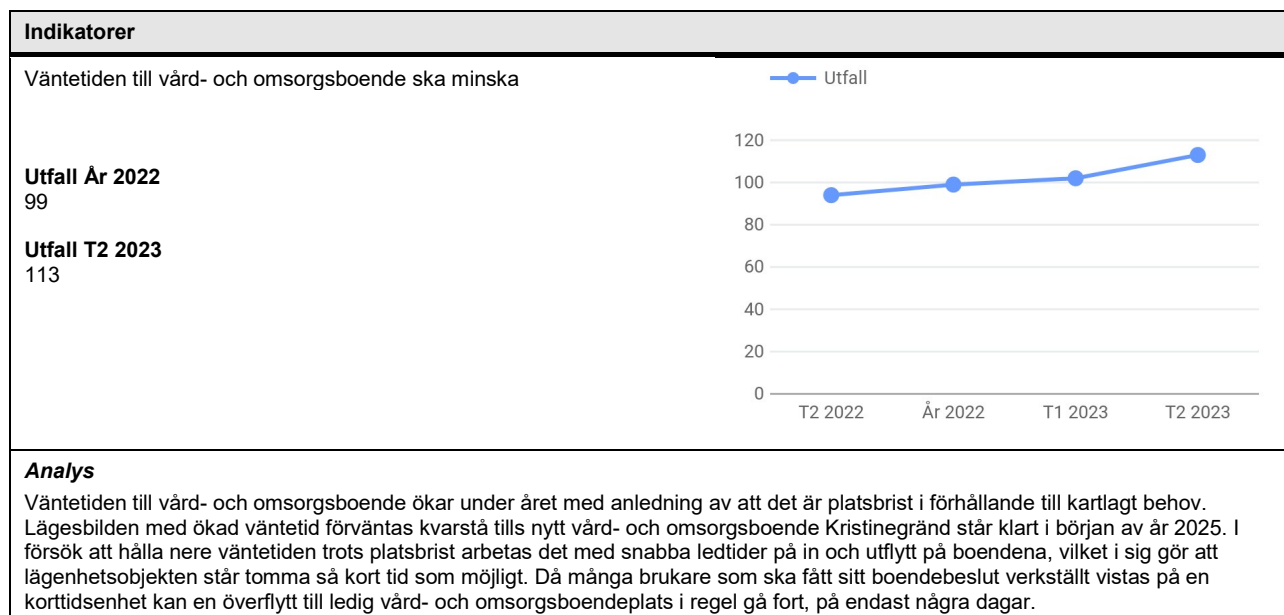 Indikatorer
Väntetiden till vård- och omsorgsboende ska minska
Utfall År 2022
99
Utfall T2 2023
113
Utfall
120
100
80
60
40
20
0
T2 2022 År 2022 T1 2023 T2 2023
Analys
Väntetiden till vård- och omsorgsboende ökar under året med anledning av att det är platsbrist i förhållande till kartlagt behov.
Lägesbilden med ökad väntetid förväntas kvarstå tills nytt vård- och omsorgsboende Kristinegränd står klart i början av år 2025. I
försök att hålla nere väntetiden trots platsbrist arbetas det med snabba ledtider på in och utflytt på boendena, vilket i sig gör att
lägenhetsobjekten står tomma så kort tid som möjligt. Då många brukare som ska fått sitt boendebeslut verkställt vistas på en
korttidsenhet kan en överflytt till ledig vård- och omsorgsboendeplats i regel gå fort, på endast några dagar.